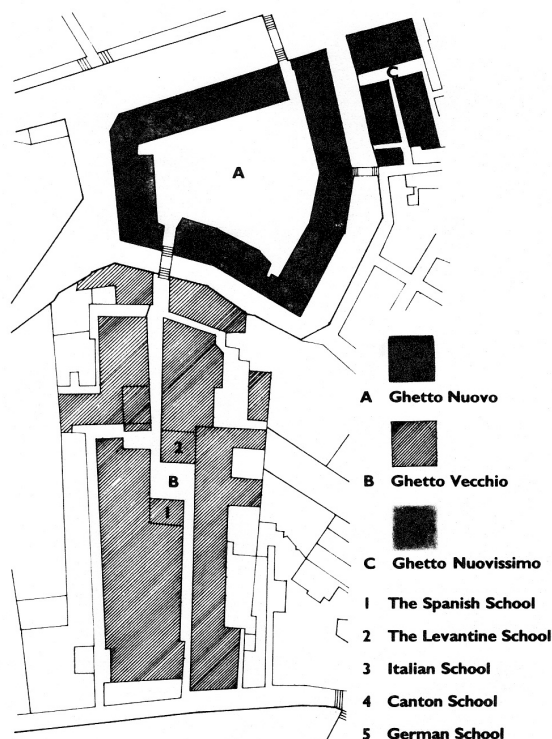 C
A
2
B
1
A Ghetto Nuovo
B Ghetto Vecchio
C Ghetto Nuovissimo
1 The Spanish School
2 The Levantine School
3 Italian School
4 Canton School
5 German School